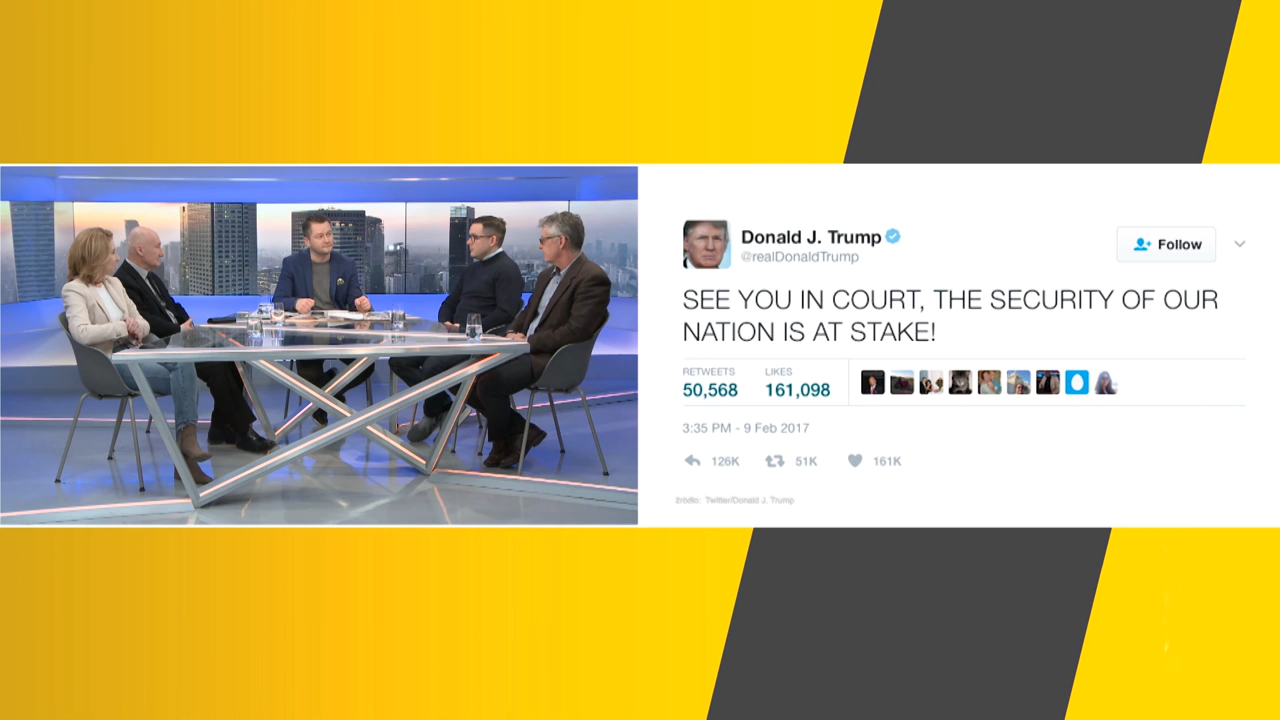 Donald J. Trump
@realDonaldTrump
Follow
SEE YOU IN COURT, THE SECURITY OF OUR
NATION IS AT STAKE!
RETWEETS
LIKES
50,568
161,098
3:35 PM - 9 Feb 2017
126K
51K
161K
źródło: Twitter/Donald J. Trump